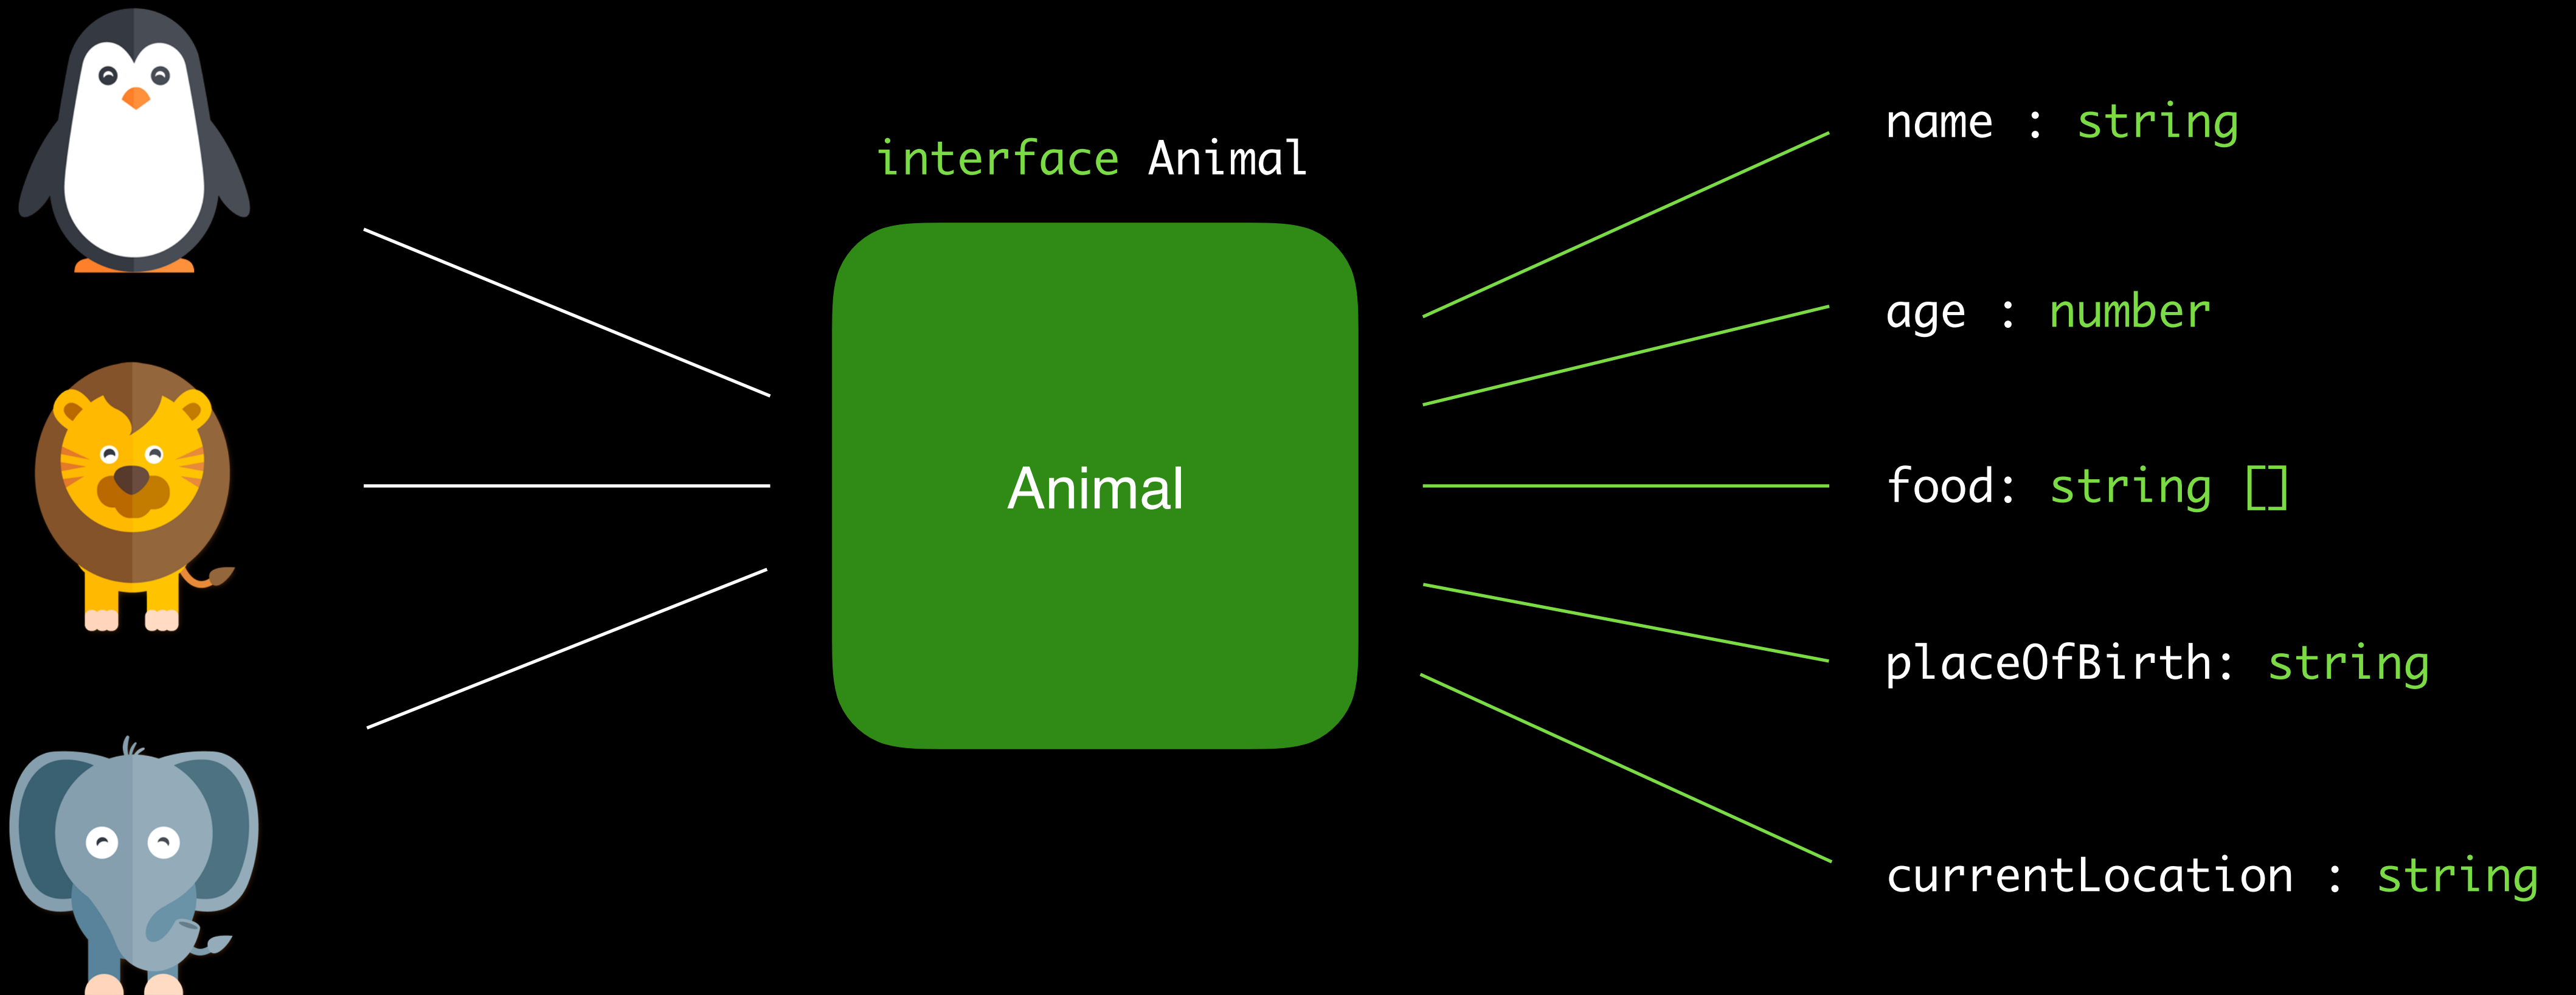 interface Animal
Animal
name : string
age : number
food: string []
placeOfBirth: string
currentLocation : string